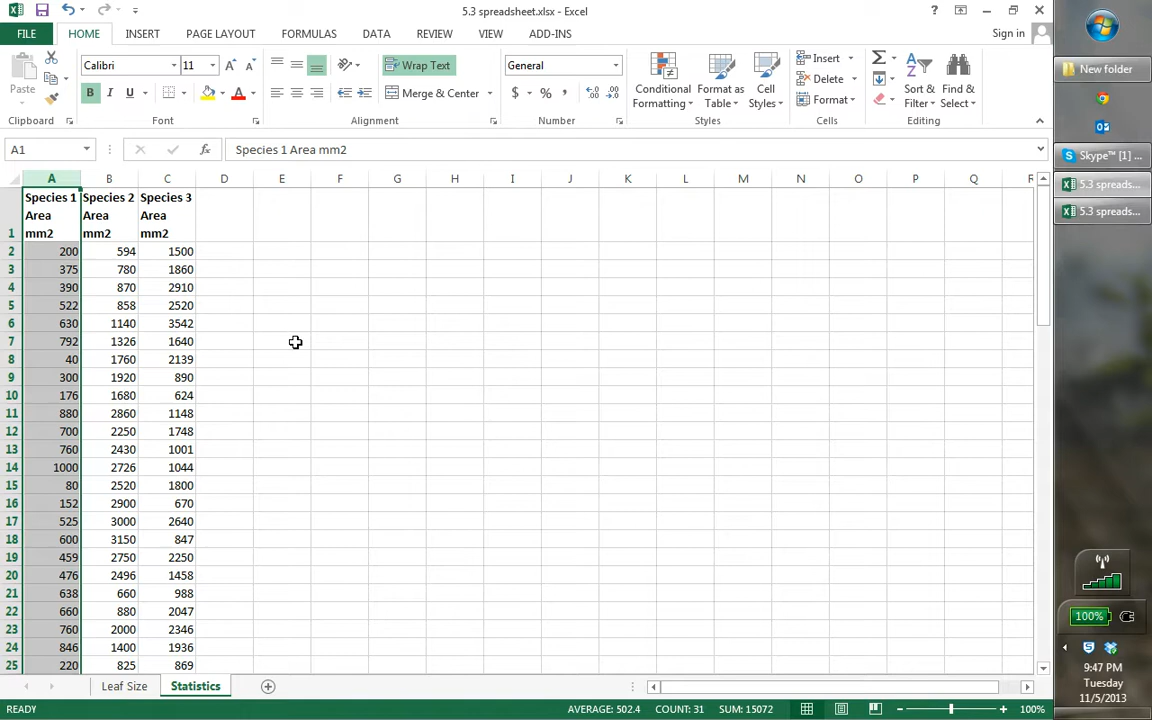 5.3 spreadsheet.xlsx - Excel
FILE HOME INSERT PAGE LAYOUT FORMULAS DATA REVIEW VIEW ADD-INS Sign in
Paste
Calibri 11
B I U
Wrap Text
Merge & Center
General
$ % ,
Conditional Formatting
Format as Table
Cell Styles
Insert
Delete
Format
Sort & Filter
Find & Select
Clipboard Font Alignment Number Styles Cells Editing
A1 fx Species 1 Area mm2
A B C D E F G H I J K L M N O P Q R
1 Species 1 Area mm2 Species 2 Area mm2 Species 3 Area mm2
2 200 594 1500
3 375 780 1860
4 390 870 2910
5 522 858 2520
6 630 1140 3542
7 792 1326 1640
8 40 1760 2139
9 300 1920 890
10 176 1680 624
11 880 2860 1148
12 700 2250 1748
13 760 2430 1001
14 1000 2726 1044
15 80 2520 1800
16 152 2900 670
17 525 3000 2640
18 600 3150 847
19 459 2750 2250
20 476 2496 1458
21 638 660 988
22 660 880 2047
23 760 2000 2346
24 846 1400 1936
25 220 825 869
Leaf Size Statistics
READY AVERAGE: 502.4 COUNT: 31 SUM: 15072 100%
New folder
Skype™ [1] ...
5.3 spreads...
5.3 spreads...
100%
9:47 PM
Tuesday
11/5/2013